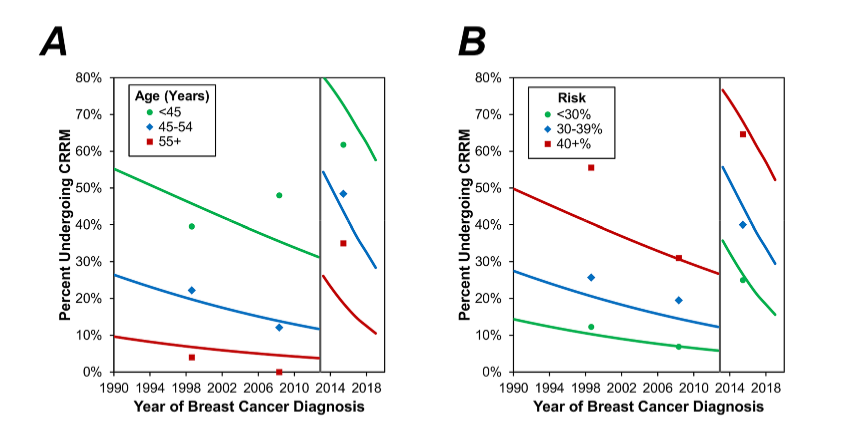 A
B
80%
70%
60%
50%
40%
30%
20%
10%
0%
Percent Undergoing CRRM
Age (Years)
<45
45-54
55+
1990 1994 1998 2002 2006 2010 2014 2018
Year of Breast Cancer Diagnosis
80%
70%
60%
50%
40%
30%
20%
10%
0%
Percent Undergoing CRRM
Risk
<30%
30-39%
40+%
1990 1994 1998 2002 2006 2010 2014 2018
Year of Breast Cancer Diagnosis